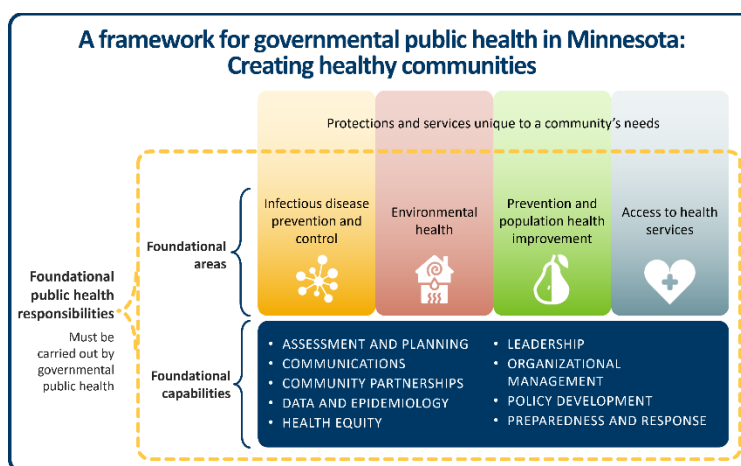 A framework for governmental public health in Minnesota:
Creating healthy communities
Protections and services unique to a community's needs
Foundational
public health
responsibilities
Must be
carried out by
governmental
public health
Foundational
areas
Infectious disease
prevention and
control
Environmental
health
Prevention and
population health
improvement
Access to health
services
Foundational
capabilities
• ASSESSMENT AND PLANNING
• COMMUNICATIONS
• COMMUNITY PARTNERSHIPS
• DATA AND EPIDEMIOLOGY
• HEALTH EQUITY
• LEADERSHIP
• ORGANIZATIONAL
MANAGEMENT
• POLICY DEVELOPMENT
• PREPAREDNESS AND RESPONSE